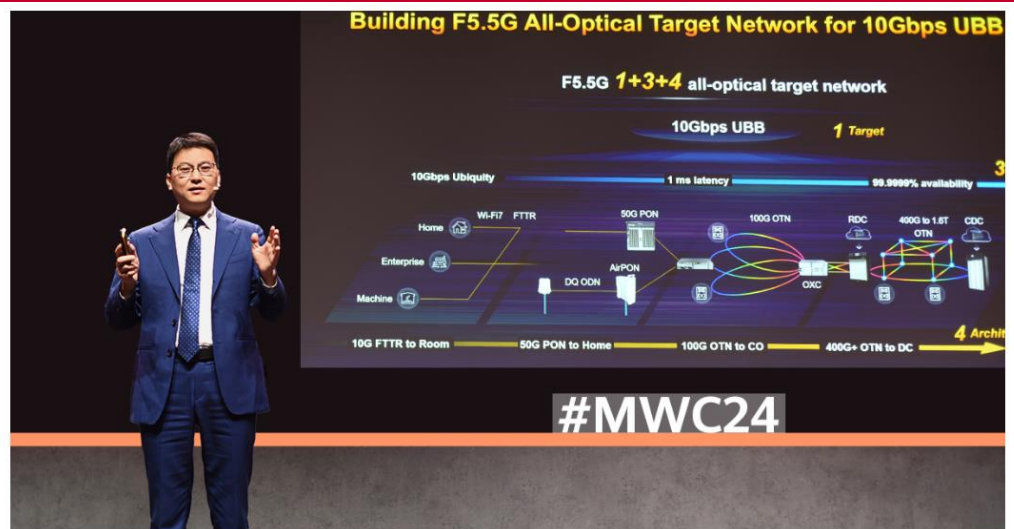 Building F5.5G All-Optical Target Network for 10Gbps UBB
F5.5G 1+3+4 all-optical target network
10Gbps UBB
1 Target
3
10Gbps Ubiquity
1 ms latency
99.9999% availability
Wi-Fi7 FTTR
50G PON
100G OTN
RDC
400G to 1.6T
OTN
CDC
Home
Enterprise
AirPON
OXC
DQ ODN
Machine
4 Archit
10G FTTR to Room
50G PON to Home
100G OTN to CO
400G+ OTN to DC
#MWC24